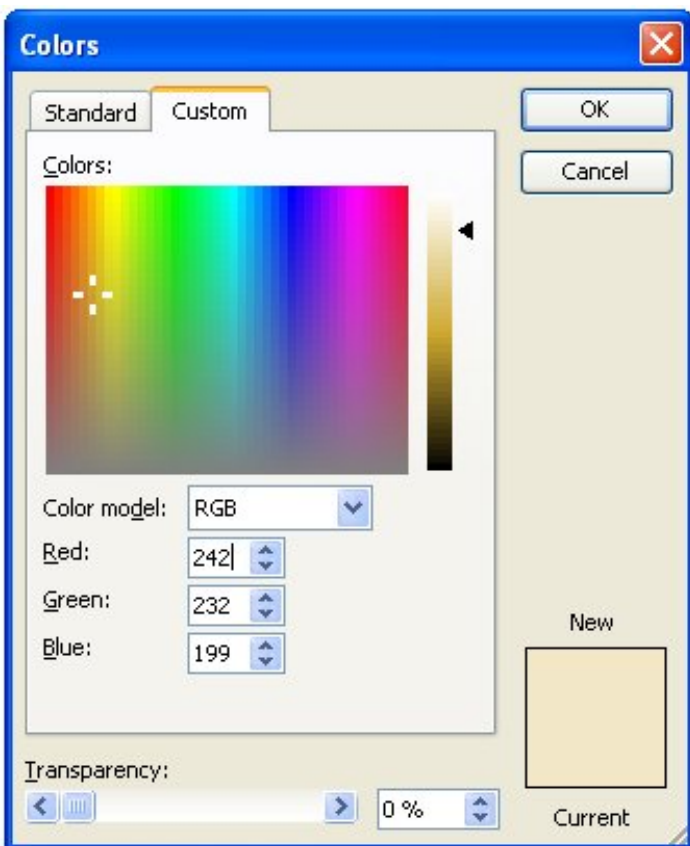 Colors
Standard Custom
OK
Cancel
Colors:
Color model: RGB
Red: 242
Green: 232
Blue: 199
New
Current
Transparency:
0 %